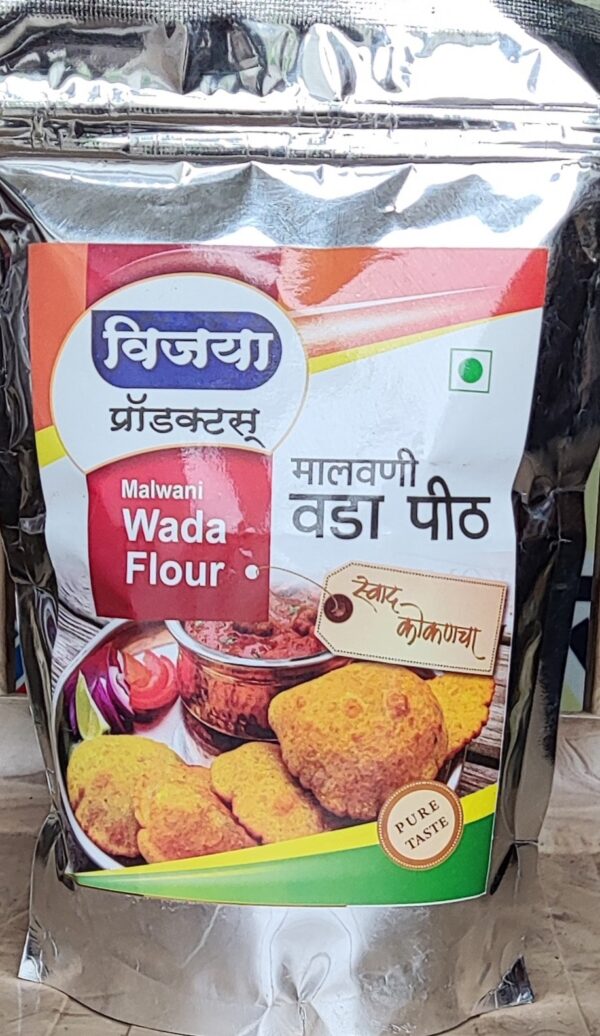 विजया
प्रॉडक्टस्
Malwani
Wada
Flour
मालवणी
वडा पीठ
स्वाद
कोकणचा
PURE
TASTE